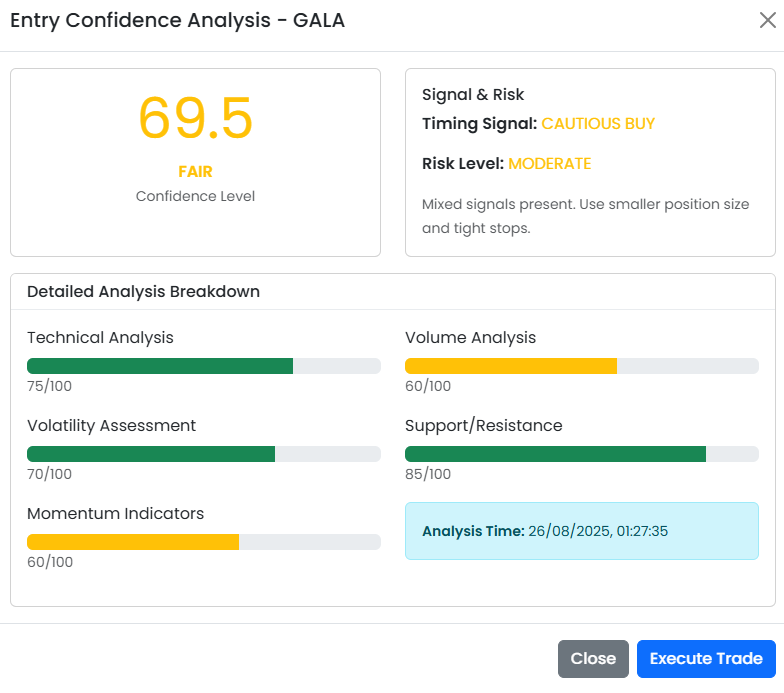 Entry Confidence Analysis - GALA
69.5
FAIR
Confidence Level
Signal & Risk
Timing Signal: CAUTIOUS BUY
Risk Level: MODERATE
Mixed signals present. Use smaller position size
and tight stops.
Detailed Analysis Breakdown
Technical Analysis
75/100
Volume Analysis
60/100
Volatility Assessment
70/100
Support/Resistance
85/100
Momentum Indicators
60/100
Analysis Time: 26/08/2025, 01:27:35
Close
Execute Trade